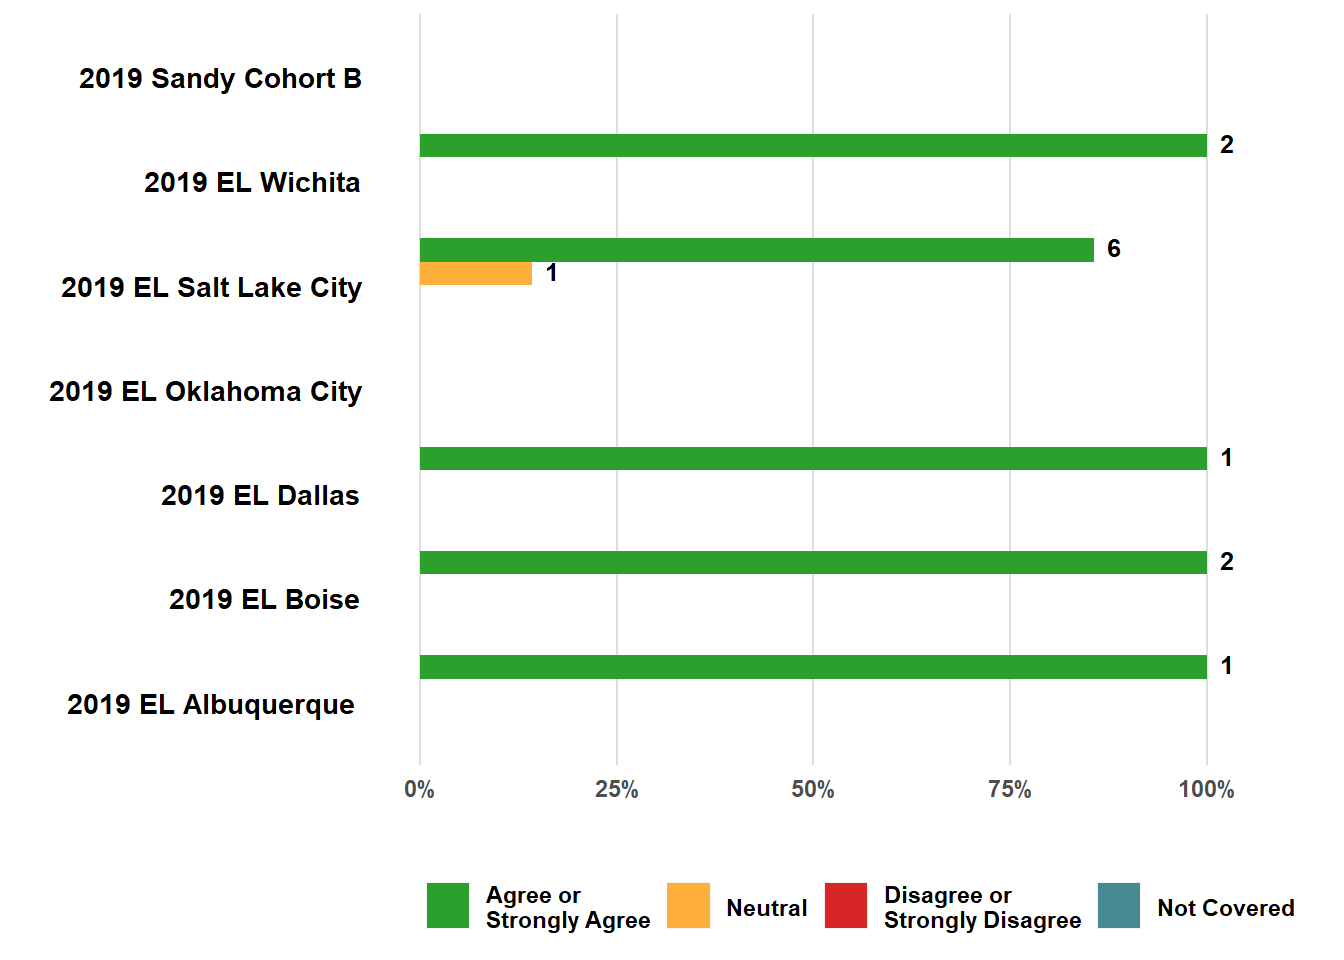 2019 Sandy Cohort B
2
2019 EL Wichita
6
1
2019 EL Salt Lake City
2019 EL Oklahoma City
1
2019 EL Dallas
2
2019 EL Boise
1
2019 EL Albuquerque
0% 25% 50% 75% 100%
Agree or
Strongly Agree
Neutral
Disagree or
Strongly Disagree
Not Covered